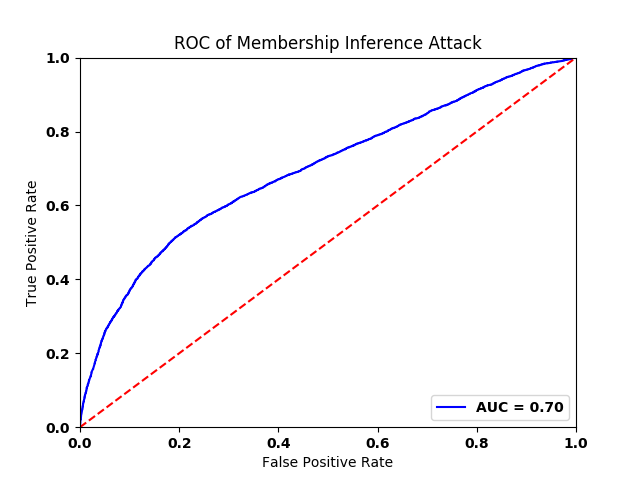 ROC of Membership Inference Attack
1.0
0.8
0.6
0.4
0.2
0.0
True Positive Rate
AUC = 0.70
0.0 0.2 0.4 0.6 0.8 1.0
False Positive Rate